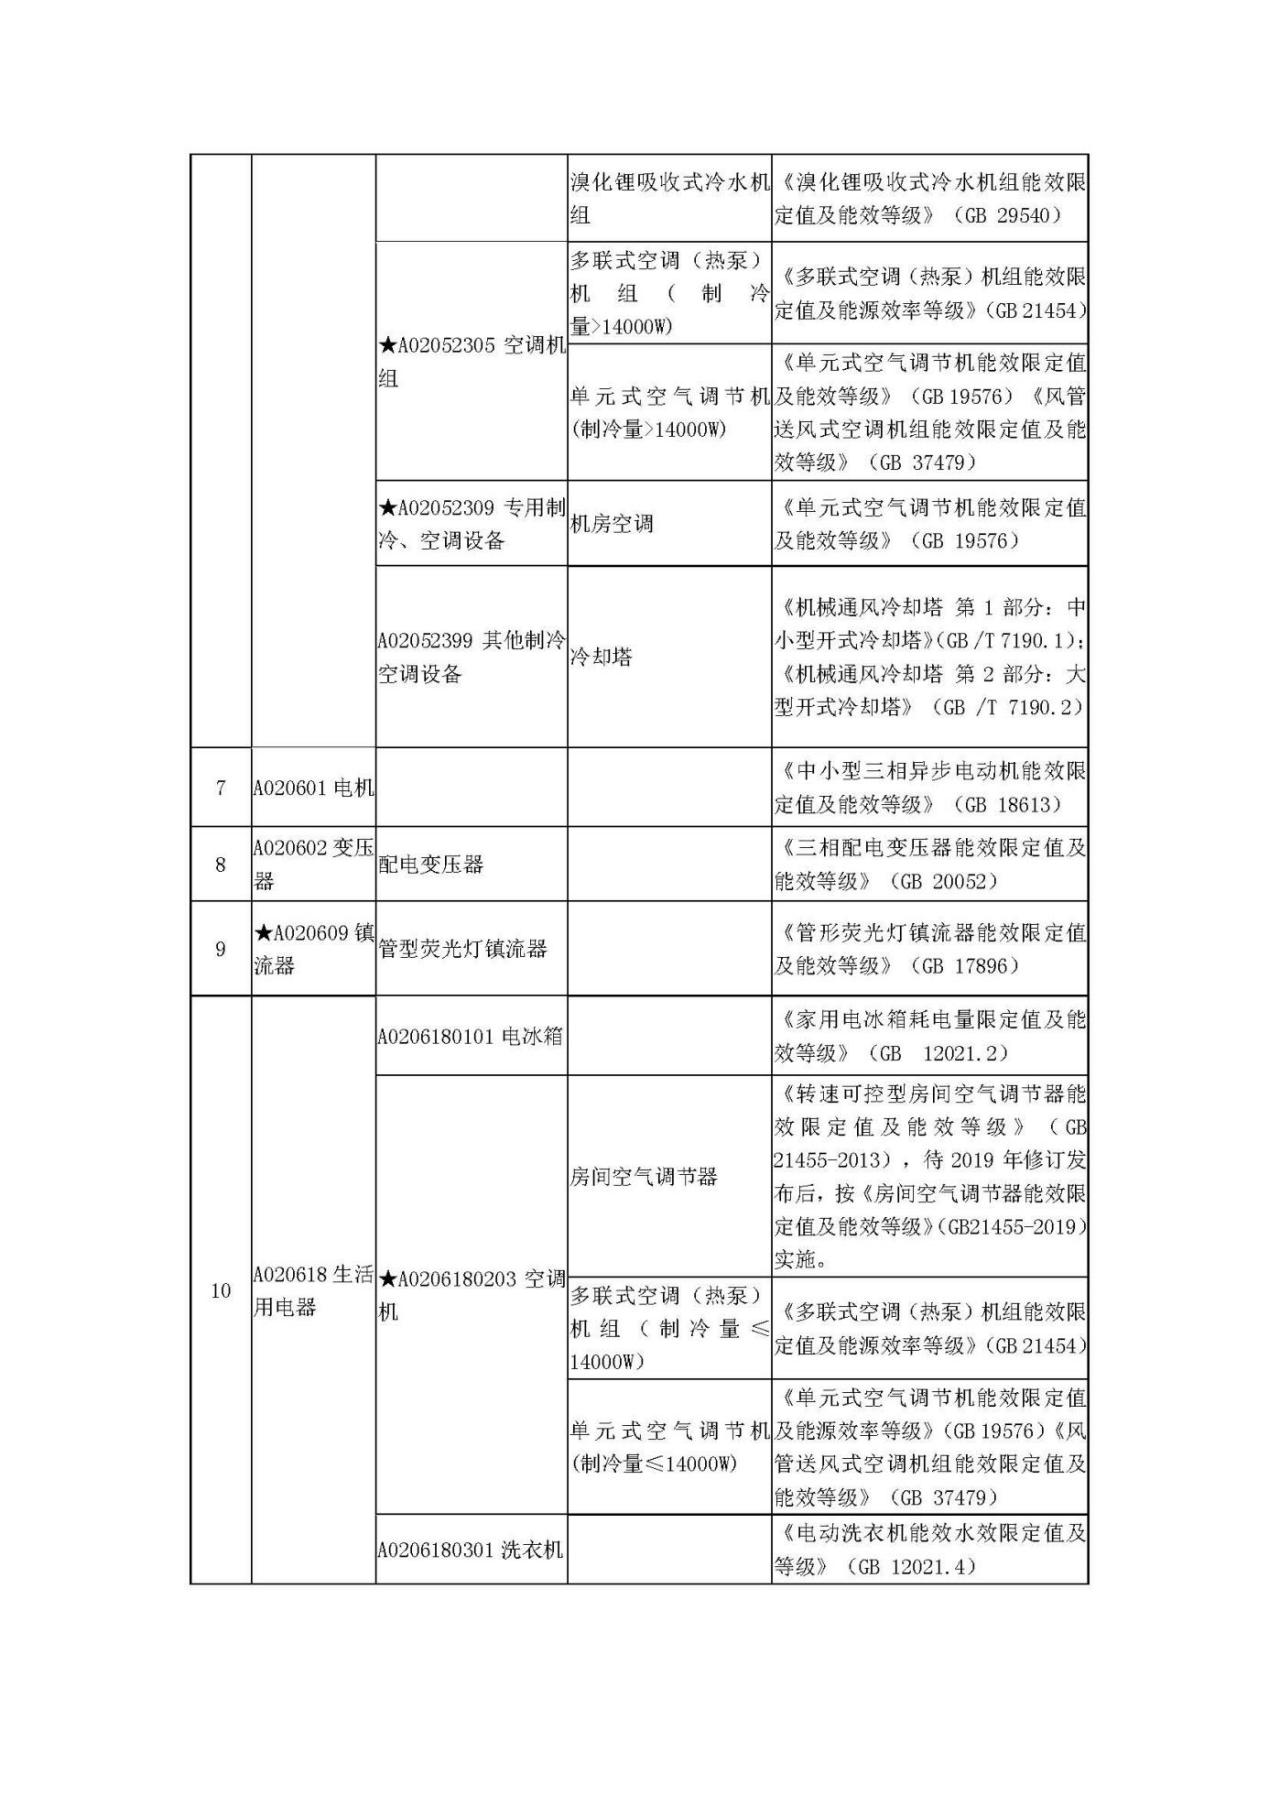 溴化锂吸收式冷水机
组
《溴化锂吸收式冷水机组能效限
定值及能效等级》（GB 29540）
★A02052305 空调机
组
多联式空调（热泵）
机组（制冷
量>14000W)
《多联式空调（热泵）机组能效限
定值及能源效率等级》（GB 21454）
单元式空气调节机
(制冷量>14000W)
《单元式空气调节机能效限定值
及能效等级》（GB 19576）《风管
送风式空调机组能效限定值及能
效等级》（GB 37479）
★A02052309 专用制
冷、空调设备
机房空调
《单元式空气调节机能效限定值
及能效等级》（GB 19576）
A02052399 其他制冷
空调设备
冷却塔
《机械通风冷却塔 第 1 部分：中
小型开式冷却塔》（GB /T 7190.1）；
《机械通风冷却塔 第 2 部分：大
型开式冷却塔》（GB /T 7190.2）
7
A020601 电机
《中小型三相异步电动机能效限
定值及能效等级》（GB 18613）
8
A020602 变压
器
配电变压器
《三相配电变压器能效限定值及
能效等级》（GB 20052）
9
★A020609 镇
流器
管型荧光灯镇流器
《管形荧光灯镇流器能效限定值
及能效等级》（GB 17896）
10
A020618 生活
用电器
A0206180101 电冰箱
《家用电冰箱耗电量限定值及能
效等级》（GB 12021.2）
★A0206180203 空调
机
房间空气调节器
《转速可控型房间空气调节器能
效限定值及能效等级》（GB
21455-2013），待 2019 年修订发
布后，按《房间空气调节器能效限
定值及能效等级》（GB21455-2019）
实施。
多联式空调（热泵）
机组（制冷量≤
14000W）
《多联式空调（热泵）机组能效限
定值及能源效率等级》（GB 21454）
单元式空气调节机
(制冷量≤14000W)
《单元式空气调节机能效限定值
及能源效率等级》（GB 19576）《风
管送风式空调机组能效限定值及
能效等级》（GB 37479）
A0206180301 洗衣机
《电动洗衣机能效水效限定值及
等级》（GB 12021.4）